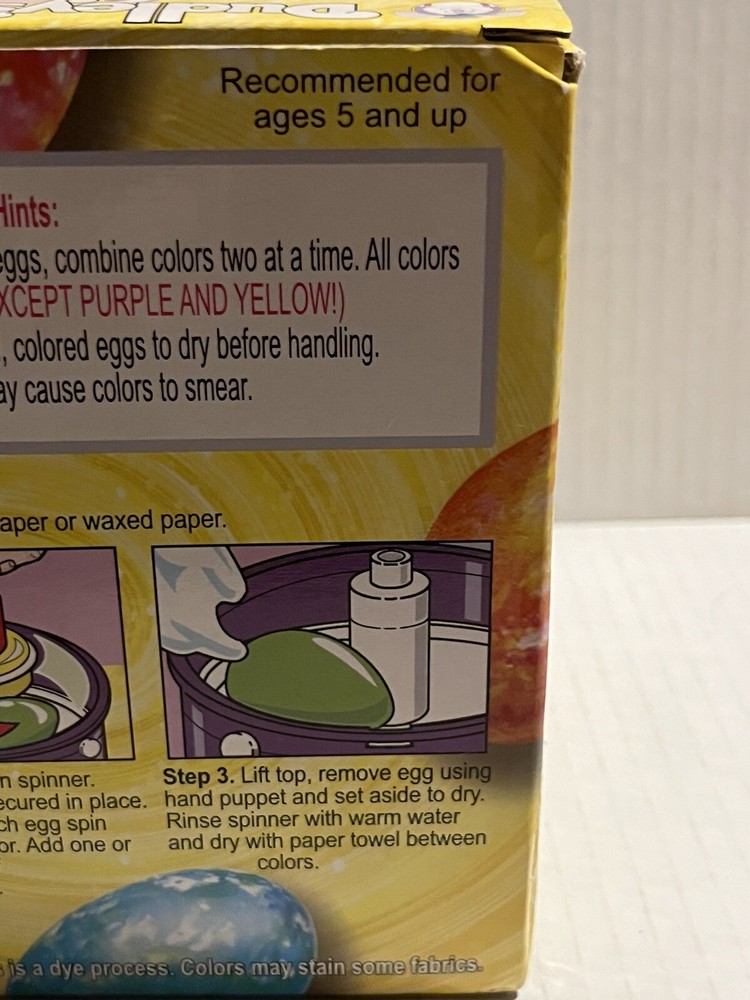 Dudley's
Recommended for
ages 5 and up
Hints:
eggs, combine colors two at a time. All colors
XCEPT PURPLE AND YELLOW!)
, colored eggs to dry before handling.
ay cause colors to smear.
aper or waxed paper.
n spinner.
ecured in place.
ch egg spin
or. Add one or
Step 3. Lift top, remove egg using
hand puppet and set aside to dry.
Rinse spinner with warm water
and dry with paper towel between
colors.
is a dye process. Colors may stain some fabrics.